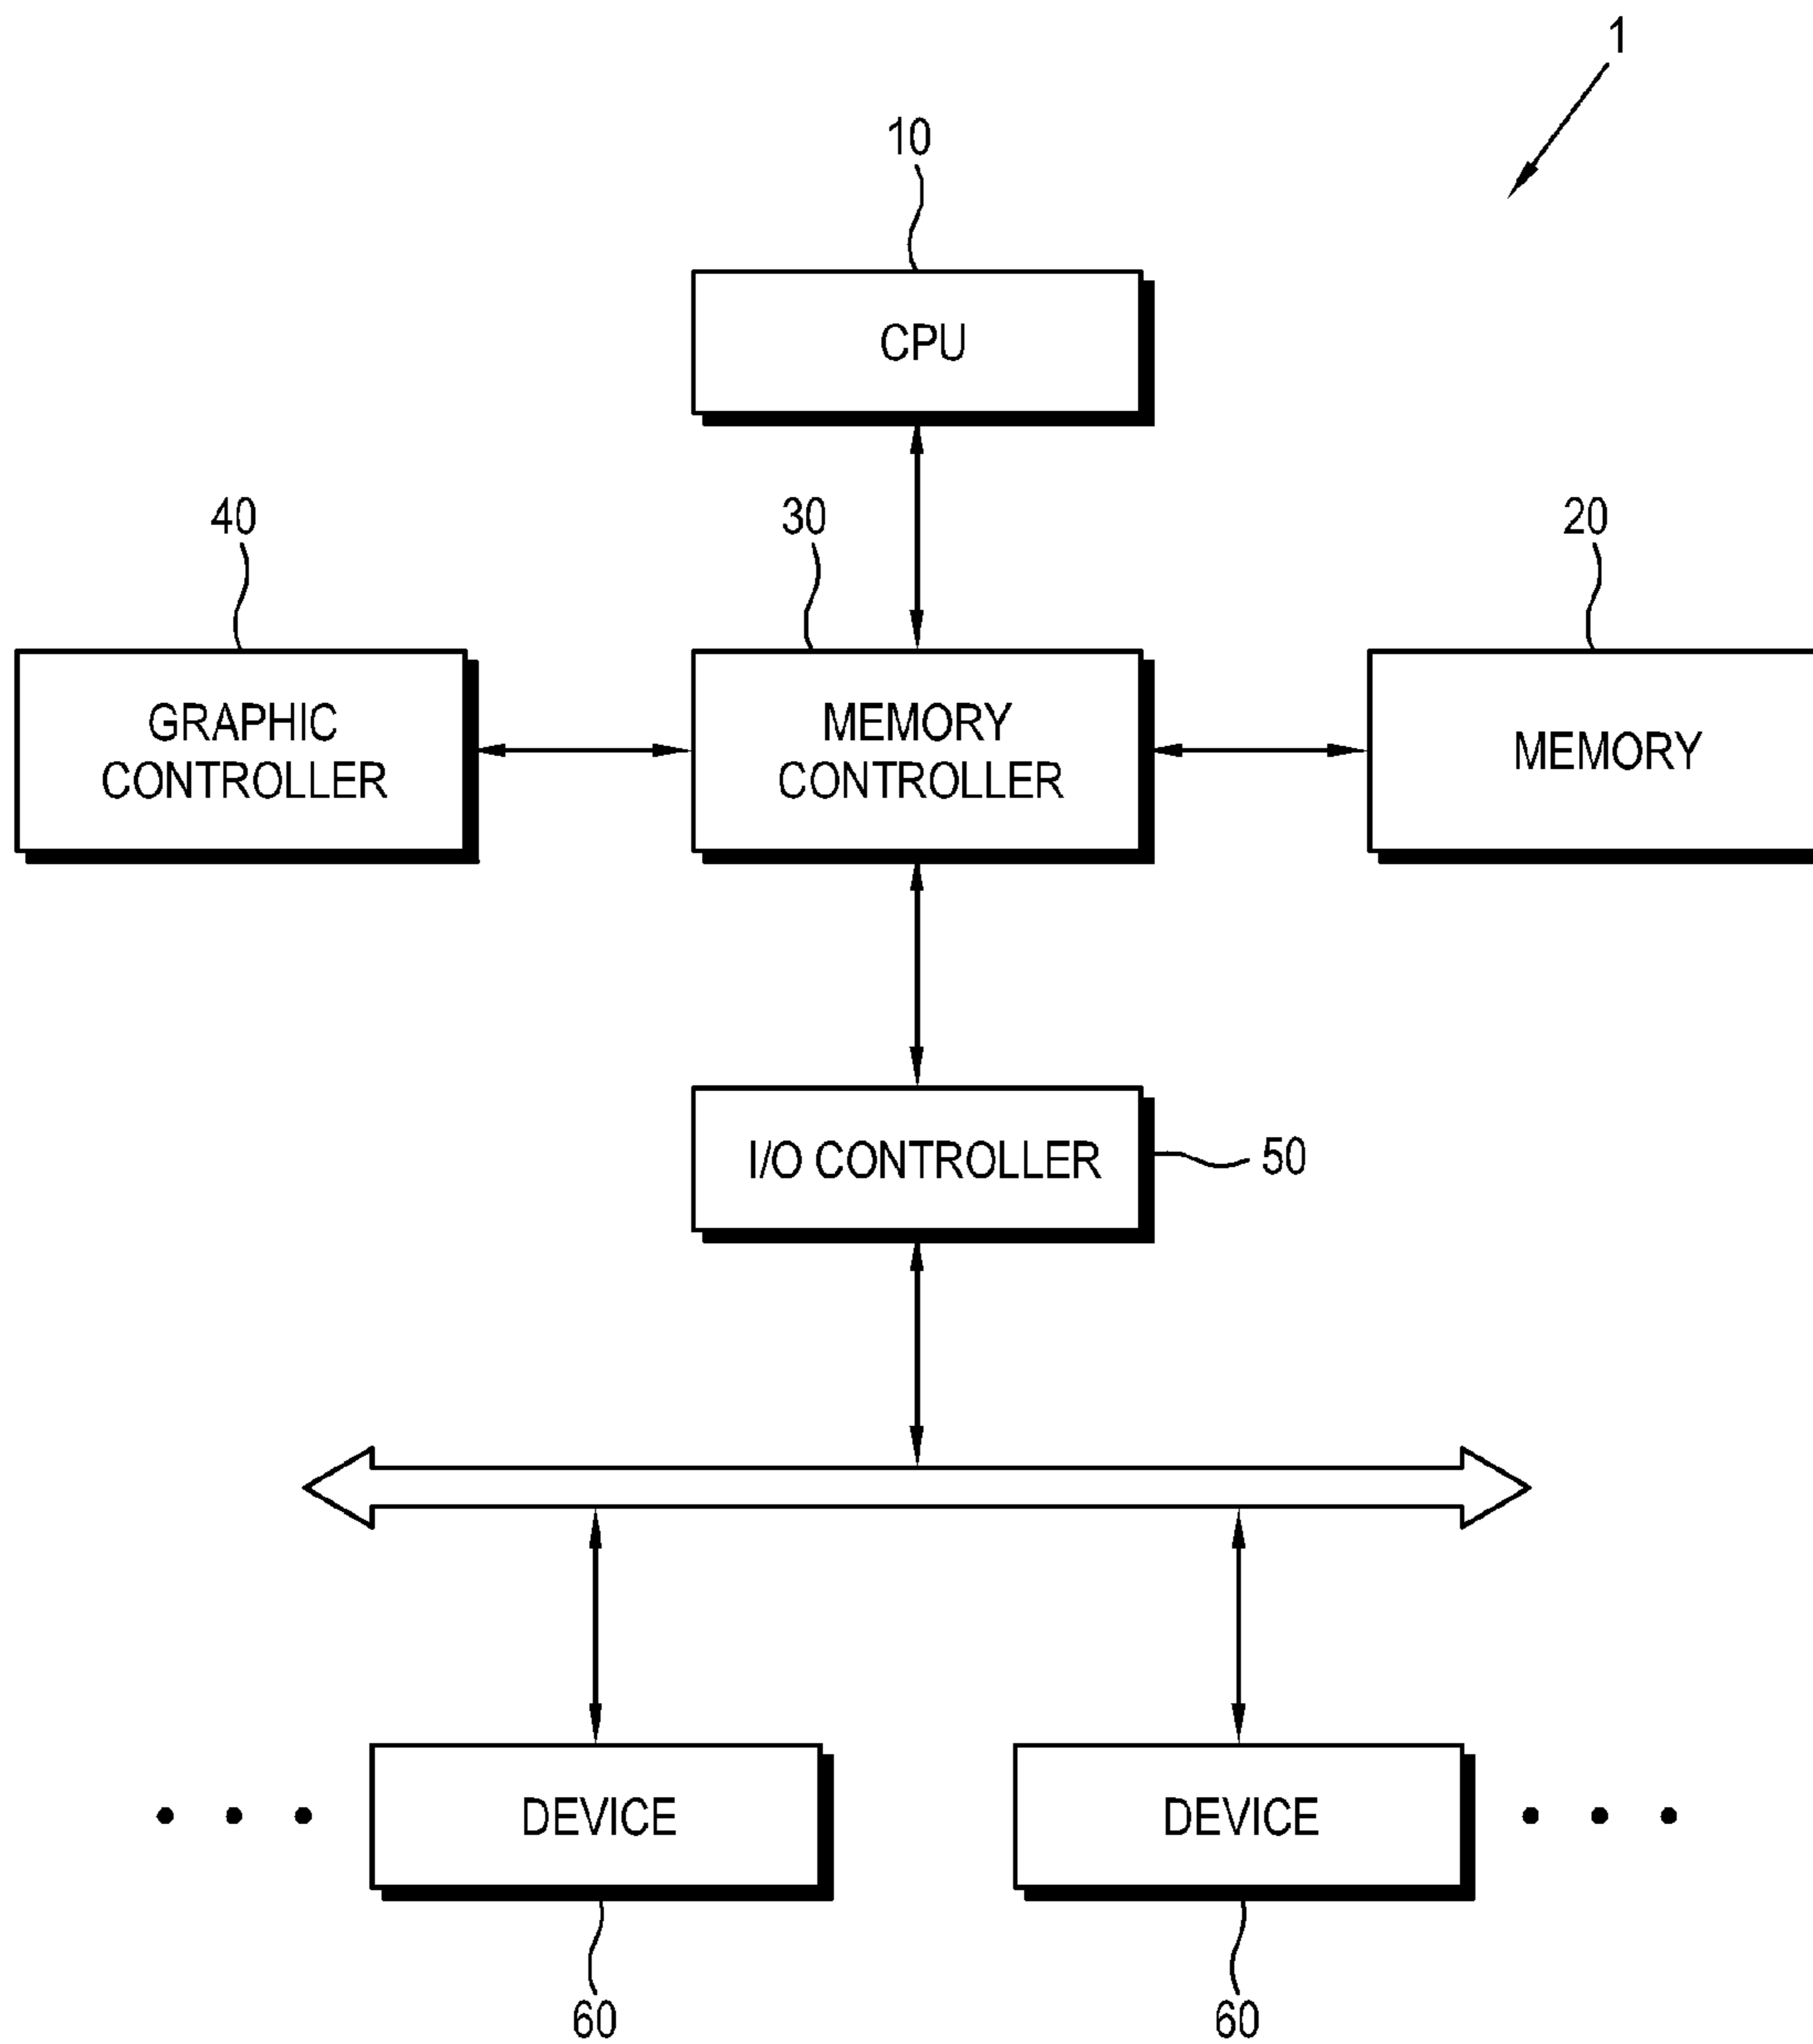 1
10
CPU
40
30
20
GRAPHIC
CONTROLLER
MEMORY
CONTROLLER
MEMORY
I/O CONTROLLER
50
DEVICE
DEVICE
60
60